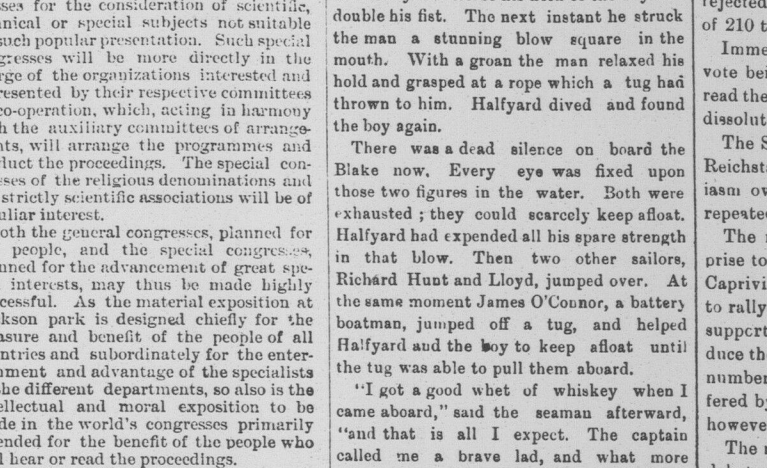 ses for the consideration of scientific,
nical or special subjects not suitable
such popular presentation. Such special
gresses will be more directly in the
rge of the organizations interested and
resented by their respective committees
co-operation, which, acting in harmony
h the auxiliary committees of arrange-
nts, will arrange the programmes and
duct the proceedings. The special con-
sses of the religious denominations and
strictly scientific associations will be of
uliar interest.
oth the general congresses, planned for
people, and the special congresses,
nned for the advancement of great spe-
interests, may thus be made highly
cessful. As the material exposition at
kson park is designed chiefly for the
asure and benefit of the people of all
ntries and subordinately for the enter-
nment and advantage of the specialists
he different departments, so also is the
ellectual and moral exposition to be
de in the world's congresses primarily
ended for the benefit of the people who
l hear or read the proceedings.
double his fist. The next instant he struck
the man a stunning blow square in the
mouth. With a groan the man relaxed his
hold and grasped at a rope which a tug had
thrown to him. Halfyard dived and found
the boy again.
There was a dead silence on board the
Blake now. Every eye was fixed upon
those two figures in the water. Both were
exhausted ; they could scarcely keep afloat.
Halfyard had expended all his spare strength
in that blow. Then two other sailors,
Richard Hunt and Lloyd, jumped over. At
the same moment James O'Connor, a battery
boatman, jumped off a tug, and helped
Halfyard and the boy to keep afloat until
the tug was able to pull them aboard.
"I got a good whet of whiskey when I
came aboard," said the seaman afterward,
"and that is all I expect. The captain
called me a brave lad, and what more
rejected
of 210 t
Imme
vote bei
read the
dissolut
The S
Reichst
iasm ov
repeate
The
prise to
Caprivi
to rally
support
duce th
number
fered by
howeve
The